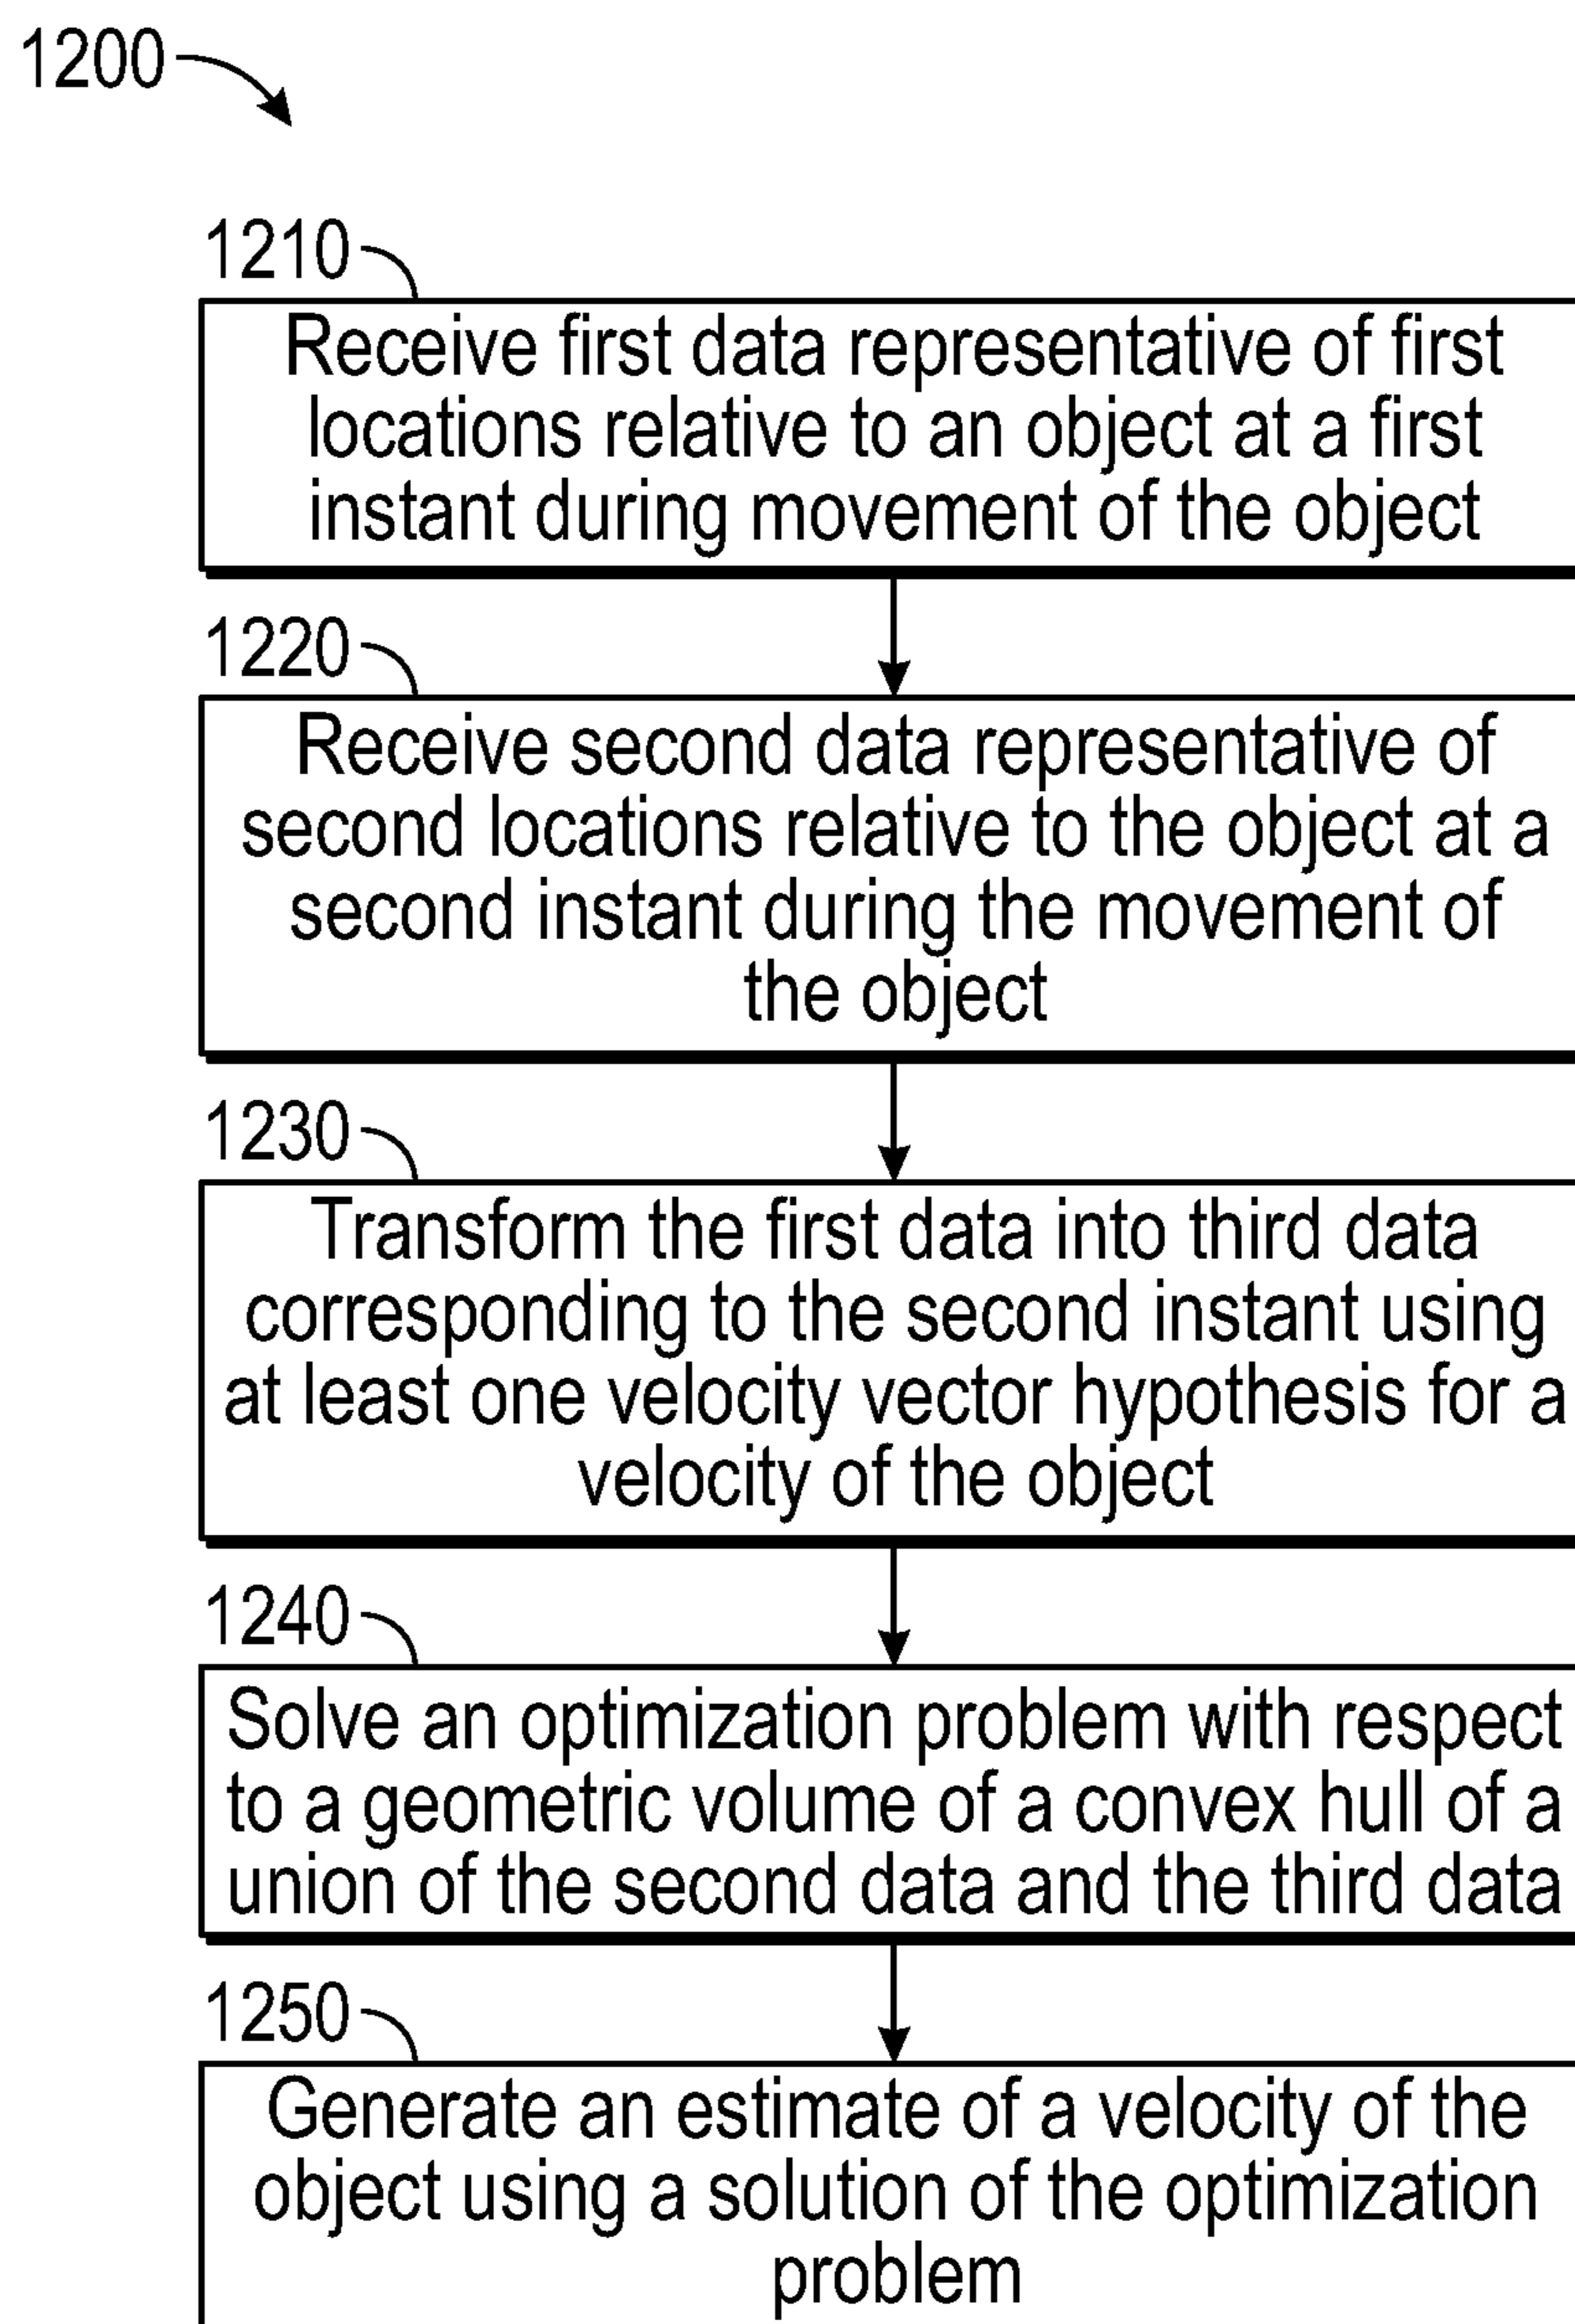 1200
1210
Receive first data representative of first
locations relative to an object at a first
instant during movement of the object
1220
Receive second data representative of
second locations relative to the object at a
second instant during the movement of
the object
1230
Transform the first data into third data
corresponding to the second instant using
at least one velocity vector hypothesis for a
velocity of the object
1240
Solve an optimization problem with respect
to a geometric volume of a convex hull of a
union of the second data and the third data
1250
Generate an estimate of a velocity of the
object using a solution of the optimization
problem